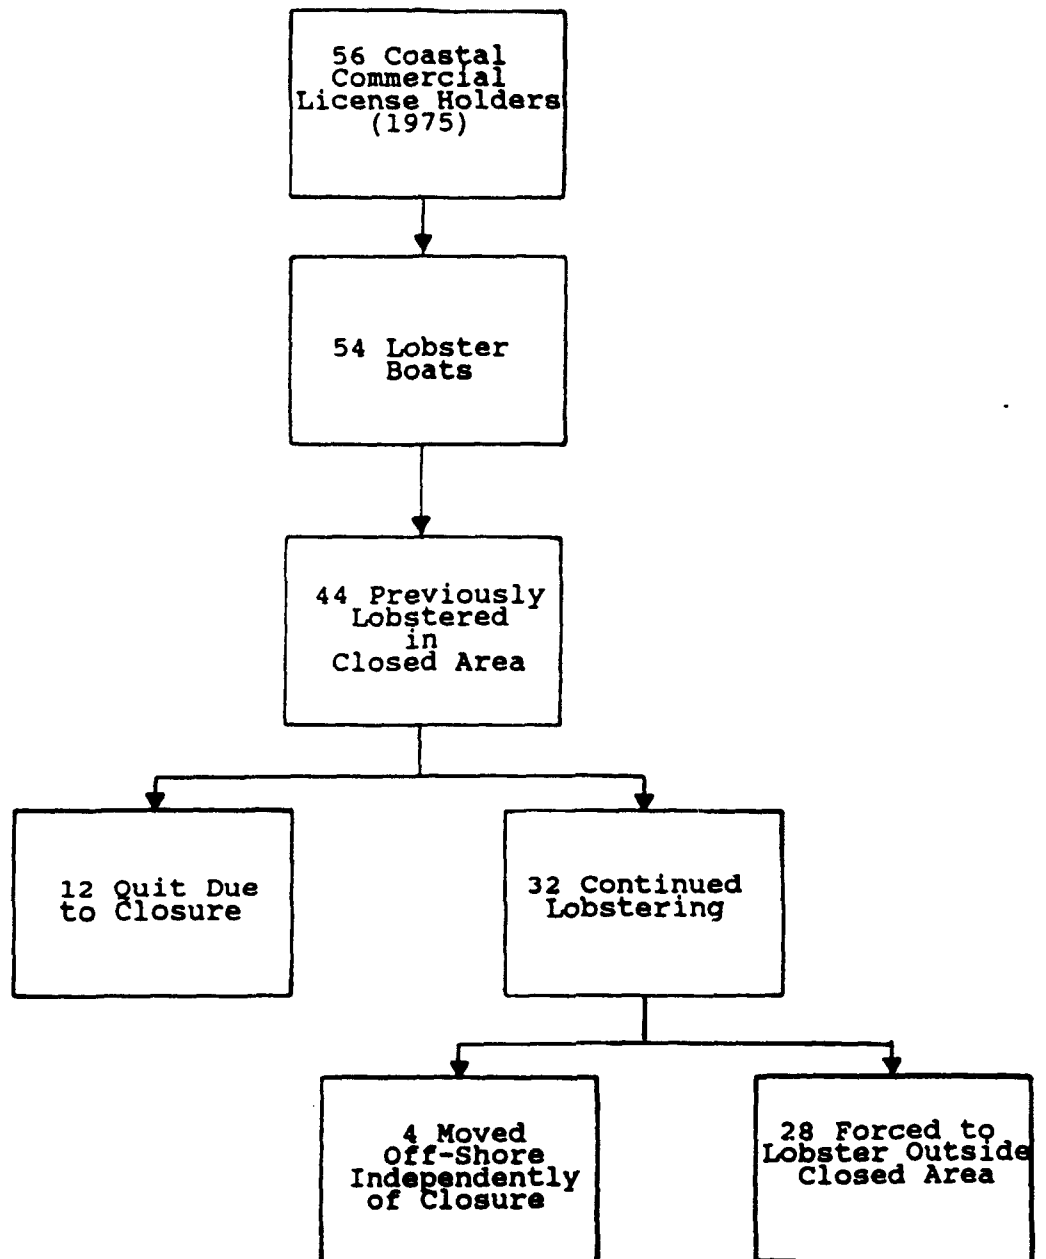 56 Coastal
Commercial
License Holders
(1975)
54 Lobster
Boats
44 Previously
Lobstered
in
Closed Area
12 Quit Due
to Closure
32 Continued
Lobstering
4 Moved
Off-Shore
Independently
of Closure
28 Forced to
Lobster Outside
Closed Area